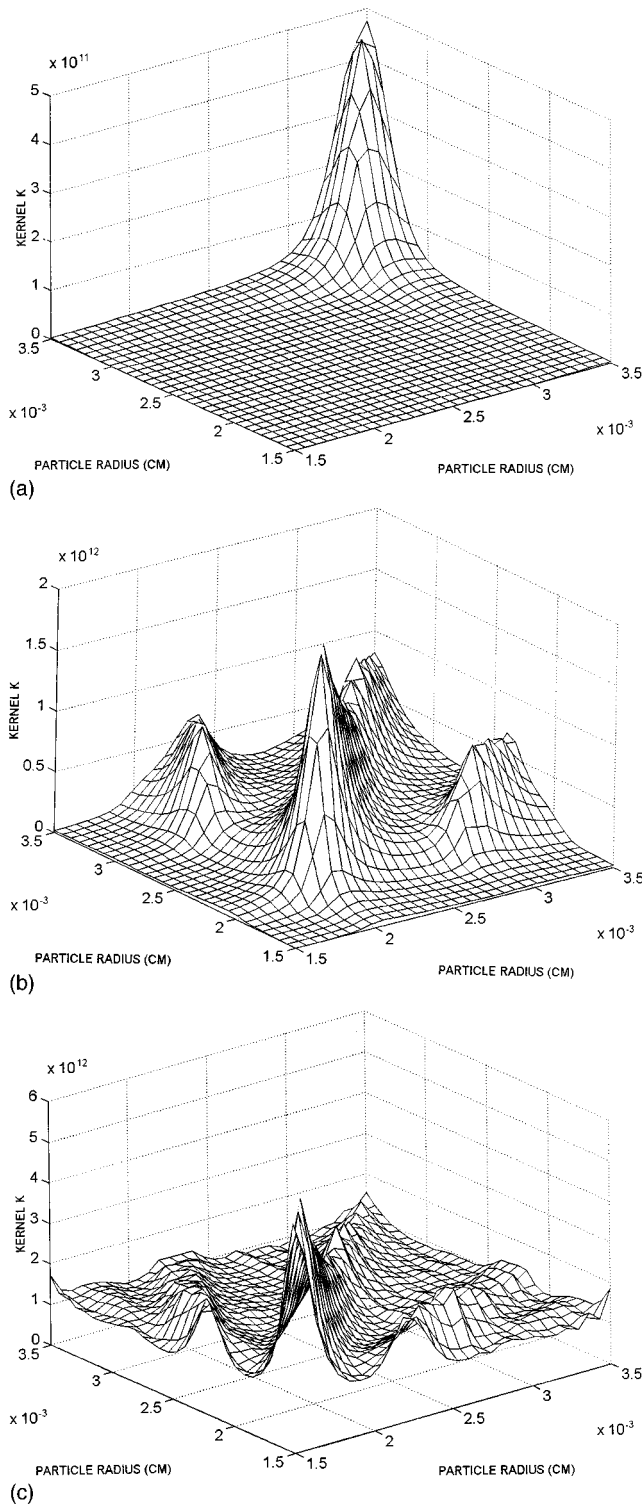 x 10^11
5
4
3
2
1
0
KERNEL K
3.5
3
2.5
2
1.5
x 10^-3
PARTICLE RADIUS (CM)
1.5
2
2.5
3
3.5
x 10^-3
PARTICLE RADIUS (CM)
(a)
x 10^12
2
1.5
1
0.5
0
KERNEL K
3.5
3
2.5
2
1.5
x 10^-3
PARTICLE RADIUS (CM)
1.5
2
2.5
3
3.5
x 10^-3
PARTICLE RADIUS (CM)
(b)
x 10^12
6
5
4
3
2
1
0
KERNEL K
3.5
3
2.5
2
1.5
x 10^-3
PARTICLE RADIUS (CM)
1.5
2
2.5
3
3.5
x 10^-3
PARTICLE RADIUS (CM)
(c)